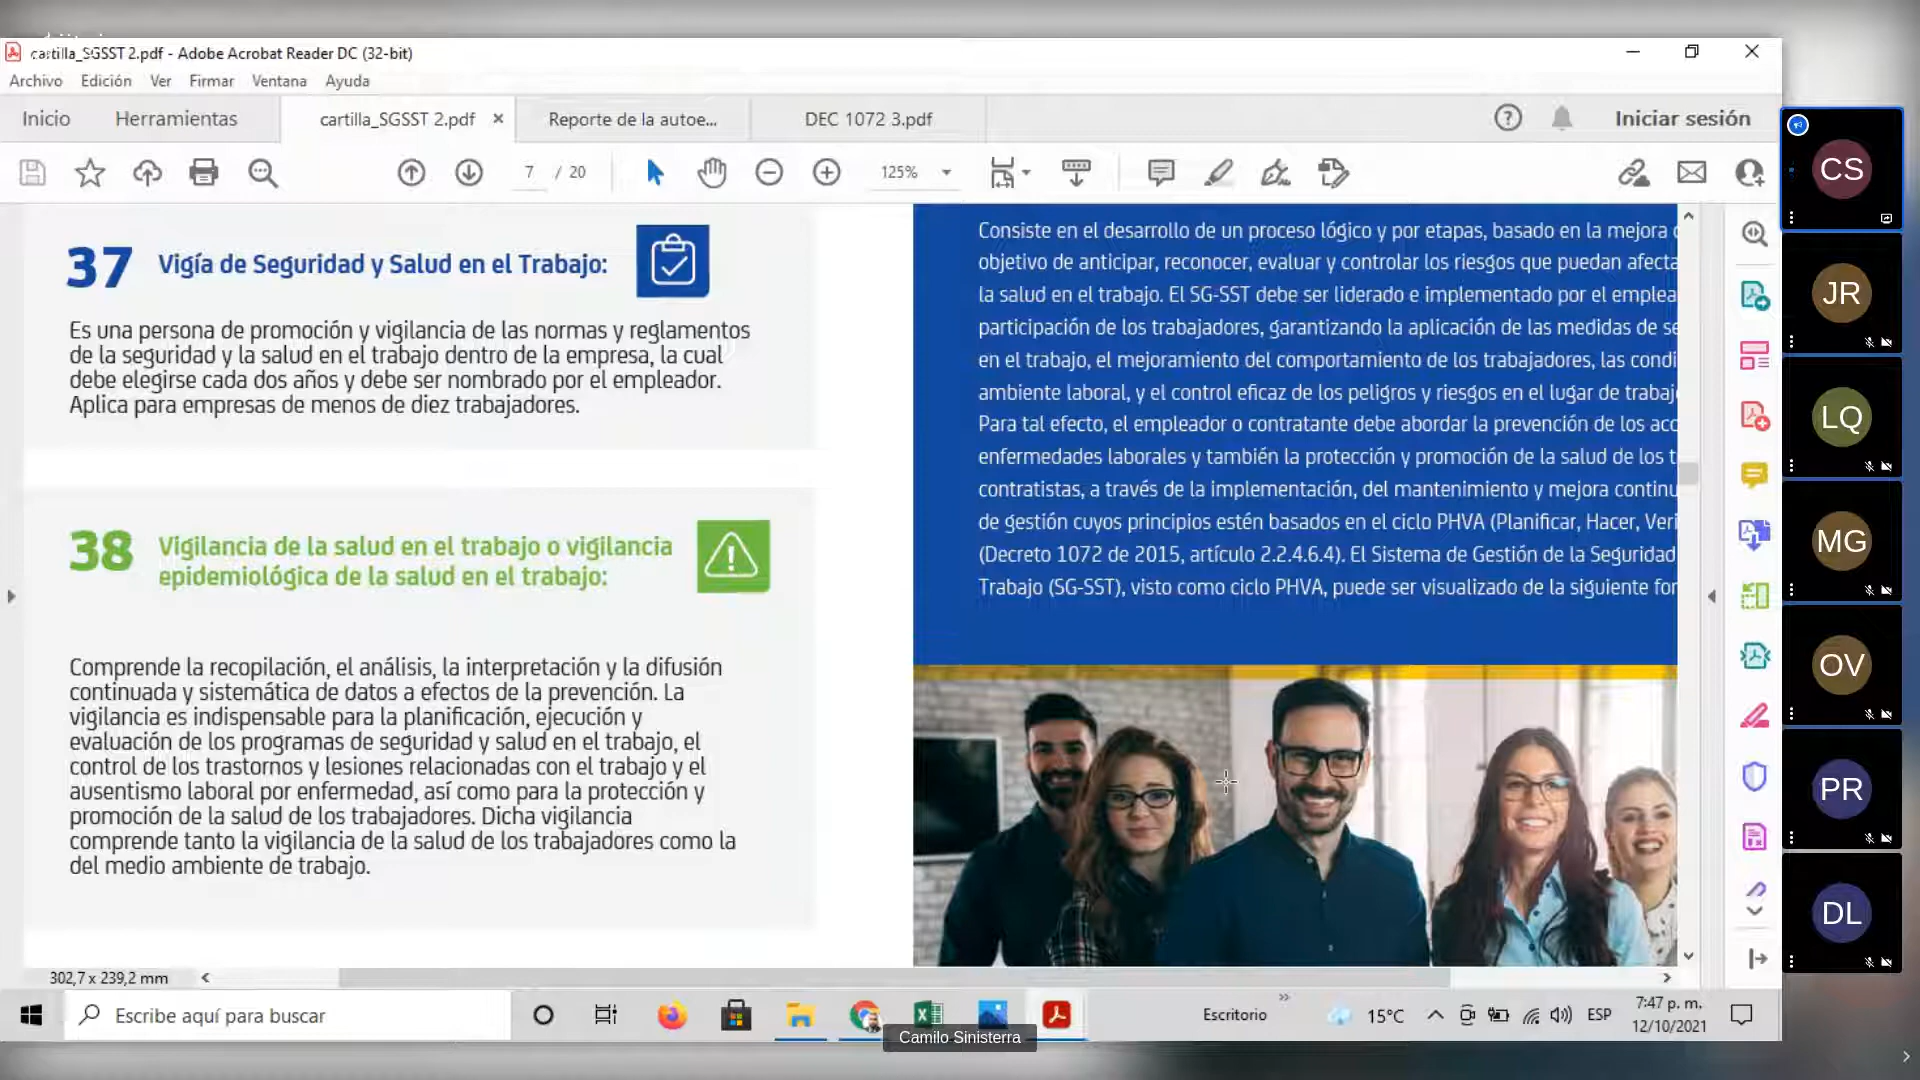 cartilla_SGSST 2.pdf - Adobe Acrobat Reader DC (32-bit)
Archivo Edición Ver Firmar Ventana Ayuda
Inicio Herramientas cartilla_SGSST 2.pdf Reporte de la autoe... DEC 1072 3.pdf Iniciar sesión
7 / 20 125%
37 Vigía de Seguridad y Salud en el Trabajo:
Es una persona de promoción y vigilancia de las normas y reglamentos
de la seguridad y la salud en el trabajo dentro de la empresa, la cual
debe elegirse cada dos años y debe ser nombrado por el empleador.
Aplica para empresas de menos de diez trabajadores.
38 Vigilancia de la salud en el trabajo o vigilancia
epidemiológica de la salud en el trabajo:
Comprende la recopilación, el análisis, la interpretación y la difusión
continuada y sistemática de datos a efectos de la prevención. La
vigilancia es indispensable para la planificación, ejecución y
evaluación de los programas de seguridad y salud en el trabajo, el
control de los trastornos y lesiones relacionadas con el trabajo y el
ausentismo laboral por enfermedad, así como para la protección y
promoción de la salud de los trabajadores. Dicha vigilancia
comprende tanto la vigilancia de la salud de los trabajadores como la
del medio ambiente de trabajo.
Consiste en el desarrollo de un proceso lógico y por etapas, basado en la mejora
objetivo de anticipar, reconocer, evaluar y controlar los riesgos que puedan afecta
la salud en el trabajo. El SG-SST debe ser liderado e implementado por el emplea
participación de los trabajadores, garantizando la aplicación de las medidas de se
en el trabajo, el mejoramiento del comportamiento de los trabajadores, las condi
ambiente laboral, y el control eficaz de los peligros y riesgos en el lugar de trabaj
Para tal efecto, el empleador o contratante debe abordar la prevención de los acc
enfermedades laborales y también la protección y promoción de la salud de los t
contratistas, a través de la implementación, del mantenimiento y mejora continu
de gestión cuyos principios estén basados en el ciclo PHVA (Planificar, Hacer, Veri
(Decreto 1072 de 2015, artículo 2.2.4.6.4). El Sistema de Gestión de la Seguridad
Trabajo (SG-SST), visto como ciclo PHVA, puede ser visualizado de la siguiente for
302,7 x 239,2 mm
CS
JR
LQ
MG
OV
PR
DL
Escribe aquí para buscar
Escritorio
15°C
ESP
7:47 p. m.
12/10/2021
Camilo Sinisterra